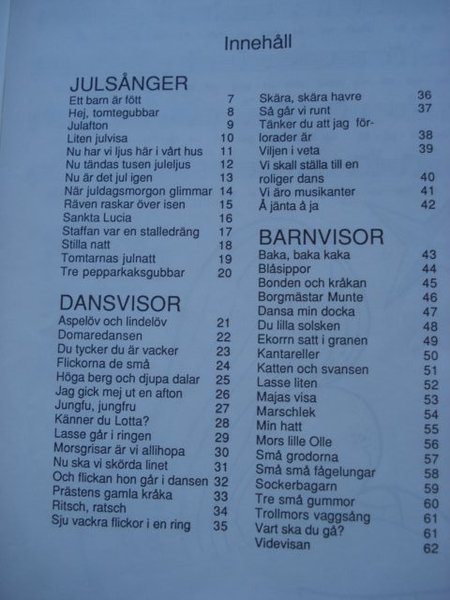 Innehåll
JULSÅNGER
Ett barn är fött 7
Hej, tomtegubbar 8
Julafton 9
Liten julvisa 10
Nu har vi ljus här i vårt hus 11
Nu tändas tusen juleljus 12
Nu är det jul igen 13
När juldagsmorgon glimmar 14
Räven raskar över isen 15
Sankta Lucia 16
Staffan var en stalledräng 17
Stilla natt 18
Tomtarnas julnatt 19
Tre pepparkaksgubbar 20
DANSVISOR
Aspelöv och lindelöv 21
Domaredansen 22
Du tycker du är vacker 23
Flickorna de små 24
Höga berg och djupa dalar 25
Jag gick mej ut en afton 26
Jungfu, jungfru 27
Känner du Lotta? 28
Lasse går i ringen 29
Morsgrisar är vi allihopa 30
Nu ska vi skörda linet 31
Och flickan hon går i dansen 32
Prästens gamla kråka 33
Ritsch, ratsch 34
Sju vackra flickor i en ring 35
Skära, skära havre 36
Så går vi runt 37
Tänker du att jag för-
lorader är 38
Viljen i veta 39
Vi skall ställa till en
roliger dans 40
Vi äro musikanter 41
Å jänta å ja 42
BARNVISOR
Baka, baka kaka 43
Blåsippor 44
Bonden och kråkan 45
Borgmästar Munte 46
Dansa min docka 47
Du lilla solsken 48
Ekorrn satt i granen 49
Kantareller 50
Katten och svansen 51
Lasse liten 52
Majas visa 53
Marschlek 54
Min hatt 55
Mors lille Olle 56
Små grodorna 57
Små små fågelungar 58
Sockerbagarn 59
Tre små gummor 60
Trollmors vaggsång 61
Vart ska du gå? 61
Videvisan 62